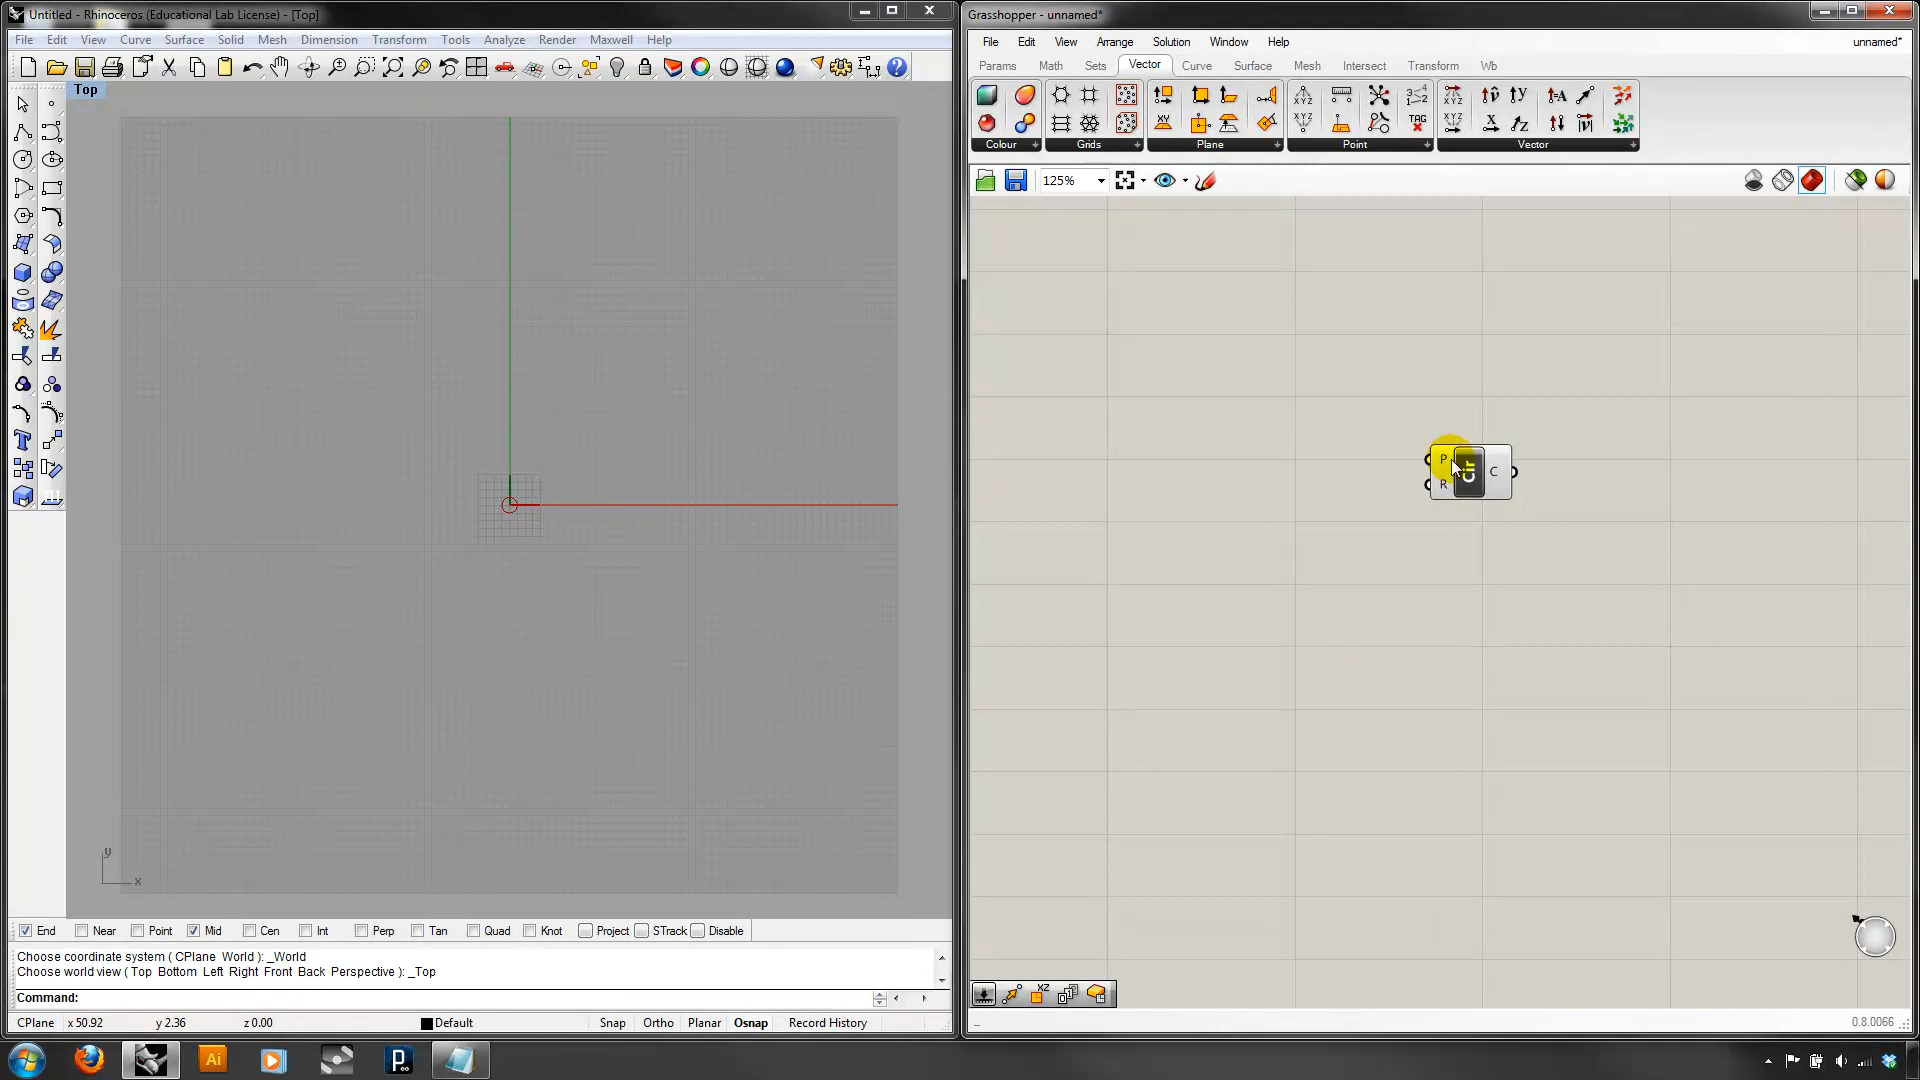 Untitled - Rhinoceros (Educational Lab License) - [Top]
File Edit View Curve Surface Solid Mesh Dimension Transform Tools Analyze Render Maxwell Help
Top
y
x
End Near Point Mid Cen Int Perp Tan Quad Knot Project STrack Disable
Choose coordinate system ( CPlane World ): _World
Choose world view ( Top Bottom Left Right Front Back Perspective ): _Top
Command:
CPlane x 50.92 y 2.36 z 0.00 Default Snap Ortho Planar Osnap Record History
Grasshopper - unnamed*
File Edit View Arrange Solution Window Help unnamed*
Params Math Sets Vector Curve Surface Mesh Intersect Transform Wb
Colour Grids Plane Point Vector
125%
P
R
Cir
C
XZ
0.8.0066
Ai
P